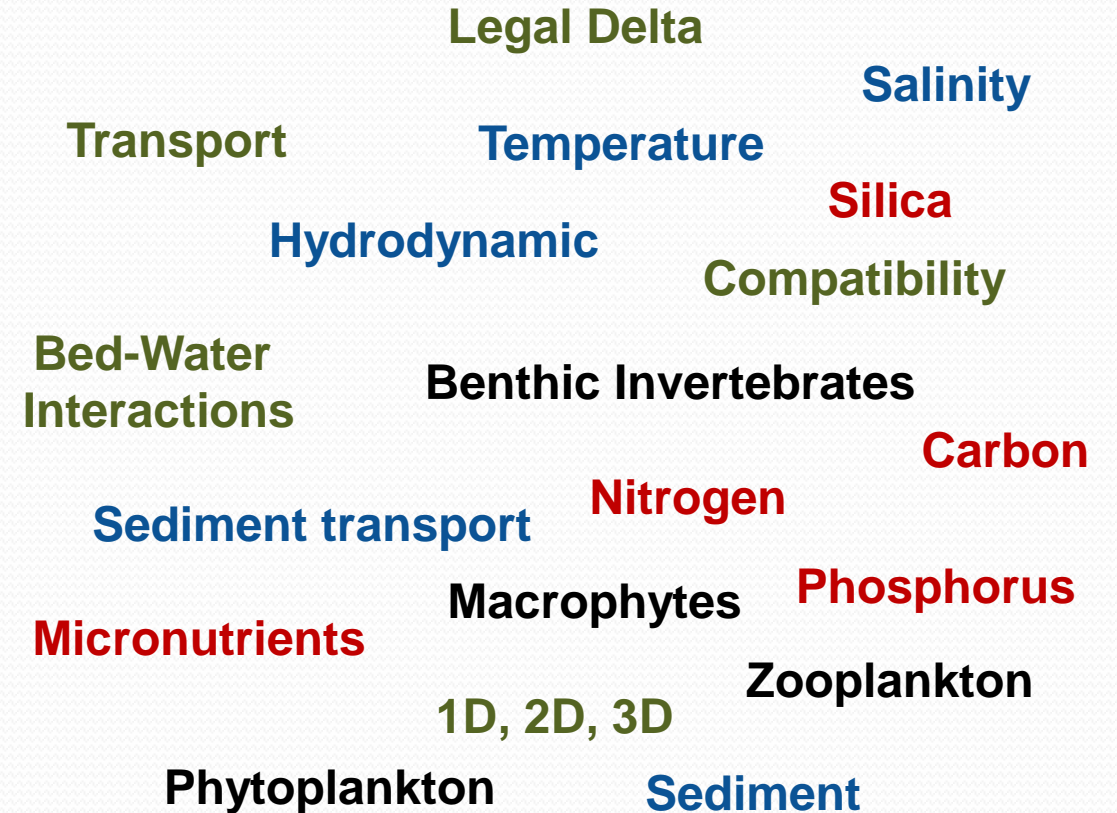 Legal Delta
Salinity
Transport
Temperature
Silica
Hydrodynamic
Compatibility
Bed-Water
Interactions
Benthic Invertebrates
Carbon
Nitrogen
Sediment transport
Phosphorus
Macrophytes
Micronutrients
Zooplankton
1D, 2D, 3D
Phytoplankton
Sediment